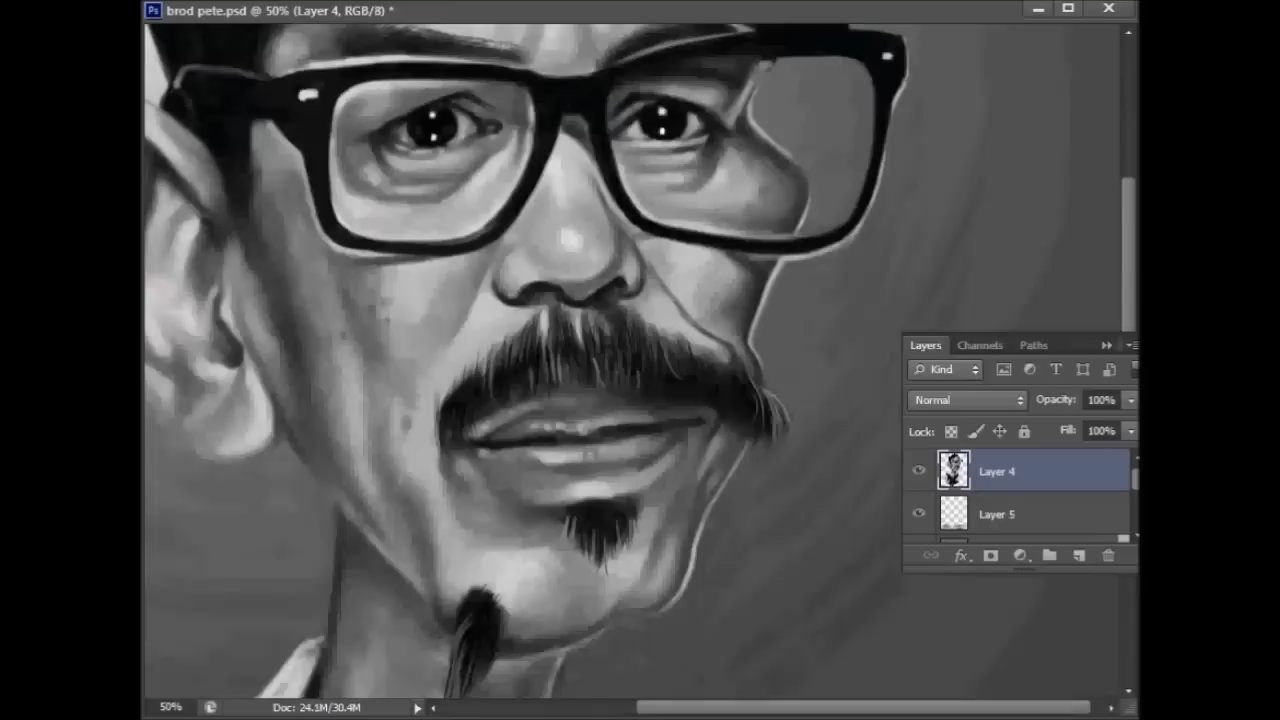 Ps brod pete.psd @ 50% (Layer 4, RGB/8) *
Layers Channels Paths
Kind T
Normal Opacity: 100%
Lock: Fill: 100%
Layer 4
Layer 5
fx.
50% Doc: 24.1M/30.4M